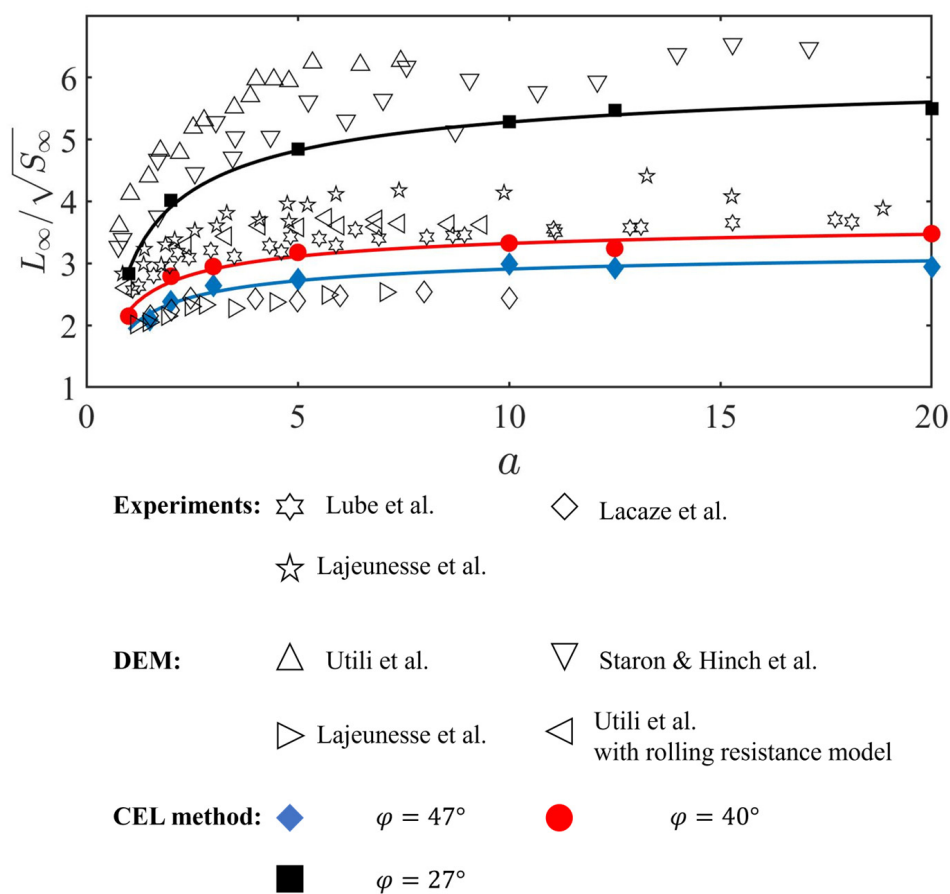 6
5
4
3
2
1
L∞/√S∞
0 5 10 15 20
a
Experiments: Lube et al. Lacaze et al.
Lajeunesse et al.
DEM: Utili et al. Staron & Hinch et al.
Lajeunesse et al. Utili et al.
with rolling resistance model
CEL method: φ = 47° φ = 40°
φ = 27°